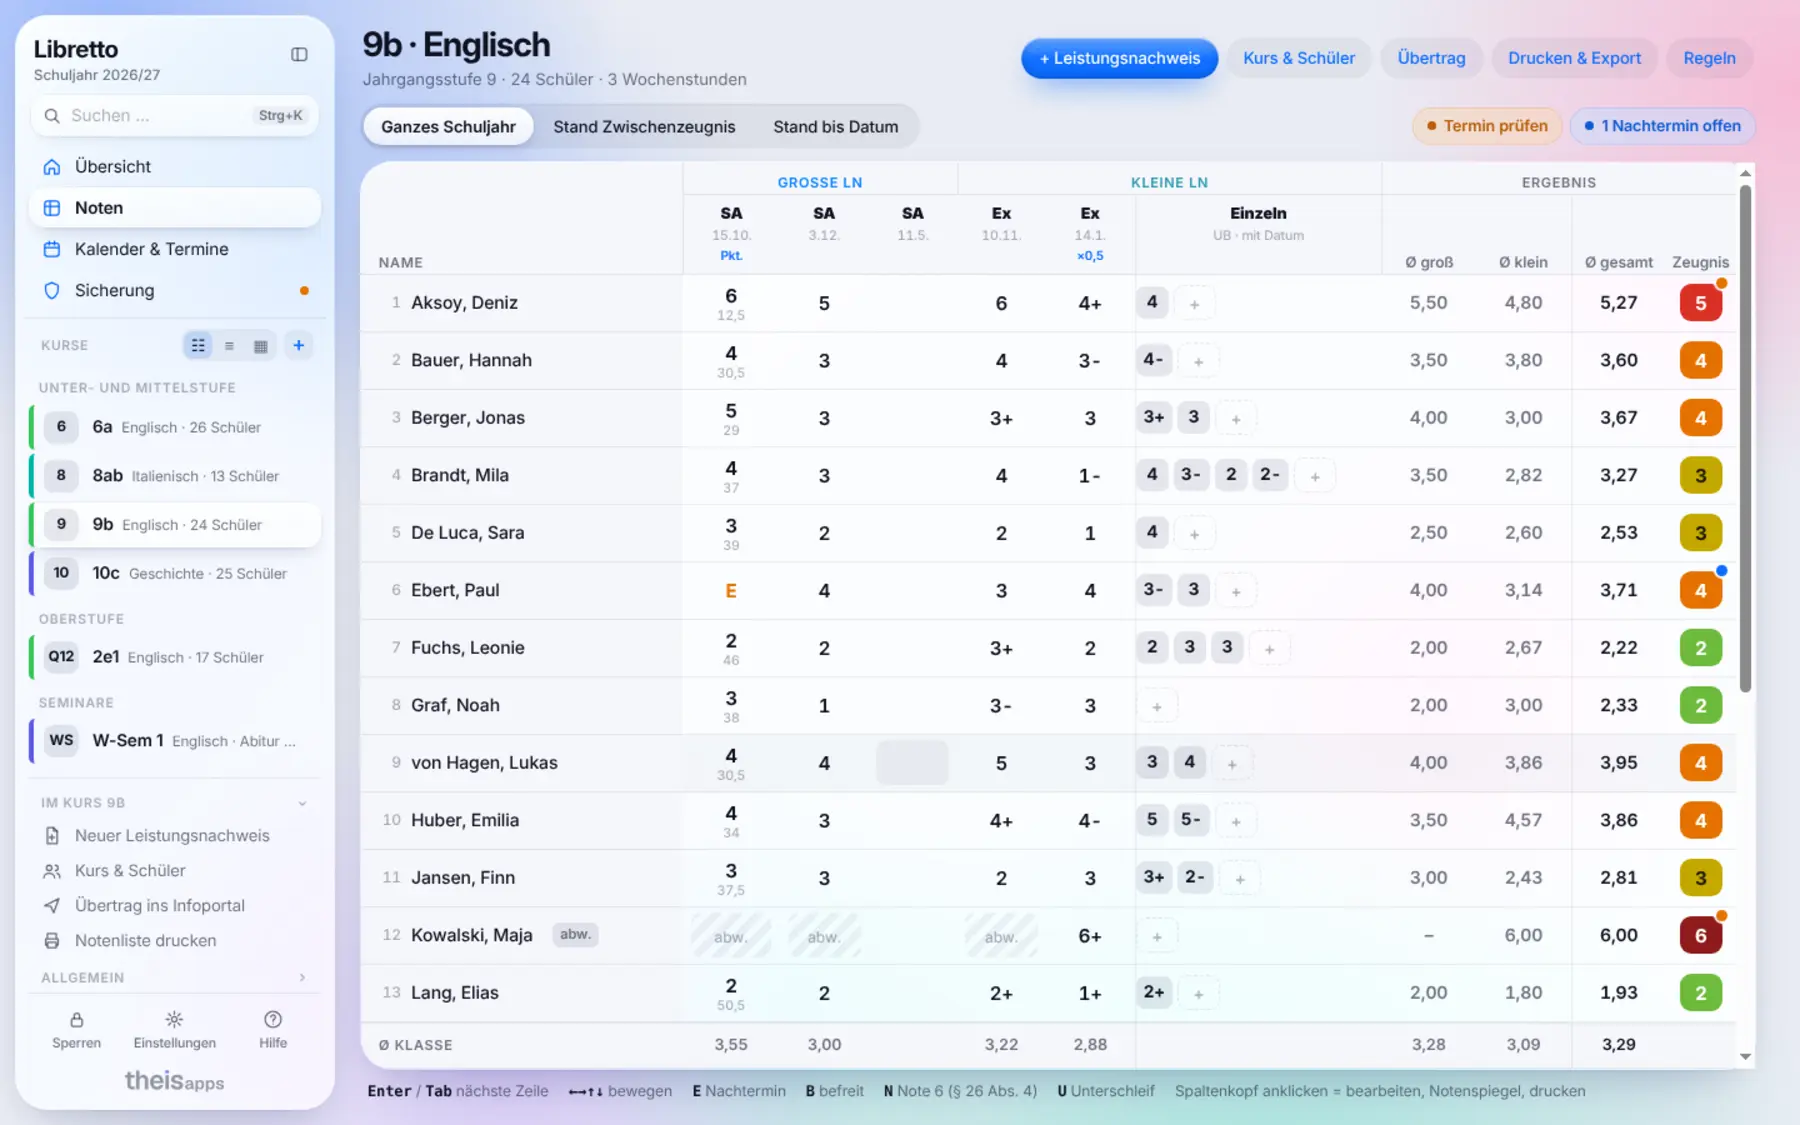 Libretto
Schuljahr 2026/27
Suchen ... Strg+K
Übersicht
Noten
Kalender & Termine
Sicherung
KURSE
+
UNTER- UND MITTELSTUFE
6 6a Englisch · 26 Schüler
8 8ab Italienisch · 13 Schüler
9 9b Englisch · 24 Schüler
10 10c Geschichte · 25 Schüler
OBERSTUFE
Q12 2e1 Englisch · 17 Schüler
SEMINARE
WS W-Sem 1 Englisch · Abitur ...
IM KURS 9B
Neuer Leistungsnachweis
Kurs & Schüler
Übertrag ins Infoportal
Notenliste drucken
ALLGEMEIN
Sperren Einstellungen Hilfe
theisapps
9b · Englisch
Jahrgangsstufe 9 · 24 Schüler · 3 Wochenstunden
+ Leistungsnachweis Kurs & Schüler Übertrag Drucken & Export Regeln
Ganzes Schuljahr Stand Zwischenzeugnis Stand bis Datum
Termin prüfen 1 Nachtermin offen
GROSSE LN KLEINE LN ERGEBNIS
SA SA SA Ex Ex Einzeln
15.10. 3.12. 11.5. 10.11. 14.1. UB · mit Datum
Pkt. ×0,5
NAME Ø groß Ø klein Ø gesamt Zeugnis
1 Aksoy, Deniz 6 12,5 5 6 4+ 4 + 5,50 4,80 5,27 5
2 Bauer, Hannah 4 30,5 3 4 3- 4- + 3,50 3,80 3,60 4
3 Berger, Jonas 5 29 3 3+ 3 3+ 3 + 4,00 3,00 3,67 4
4 Brandt, Mila 4 37 3 4 1- 4 3- 2 2- + 3,50 2,82 3,27 3
5 De Luca, Sara 3 39 2 2 1 4 + 2,50 2,60 2,53 3
6 Ebert, Paul E 4 3 4 3- 3 + 4,00 3,14 3,71 4
7 Fuchs, Leonie 2 46 2 3+ 2 2 3 3 + 2,00 2,67 2,22 2
8 Graf, Noah 3 38 1 3- 3 + 2,00 3,00 2,33 2
9 von Hagen, Lukas 4 30,5 4 5 3 3 4 + 4,00 3,86 3,95 4
10 Huber, Emilia 4 34 3 4+ 4- 5 5- + 3,50 4,57 3,86 4
11 Jansen, Finn 3 37,5 3 2 3 3+ 2- + 3,00 2,43 2,81 3
12 Kowalski, Maja abw. abw. abw. abw. 6+ + – 6,00 6,00 6
13 Lang, Elias 2 50,5 2 2+ 1+ 2+ + 2,00 1,80 1,93 2
Ø KLASSE 3,55 3,00 3,22 2,88 3,28 3,09 3,29
Enter / Tab nächste Zeile ←→↑↓ bewegen E Nachtermin B befreit N Note 6 (§ 26 Abs. 4) U Unterschleif Spaltenkopf anklicken = bearbeiten, Notenspiegel, drucken